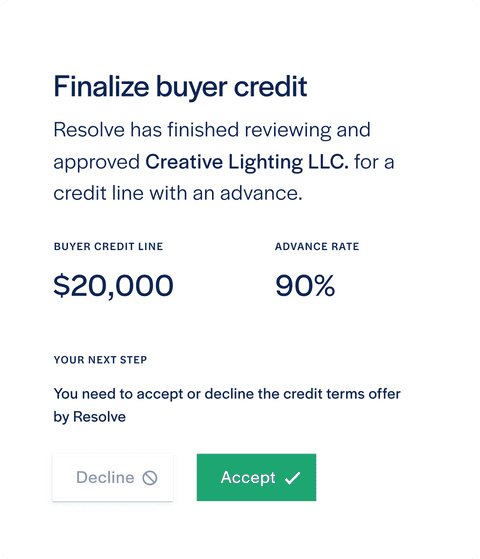 Finalize buyer credit
Resolve has finished reviewing and
approved Creative Lighting LLC. for a
credit line with an advance.
BUYER CREDIT LINE
ADVANCE RATE
$20,000
90%
YOUR NEXT STEP
You need to accept or decline the credit terms offer
by Resolve
Decline
Accept